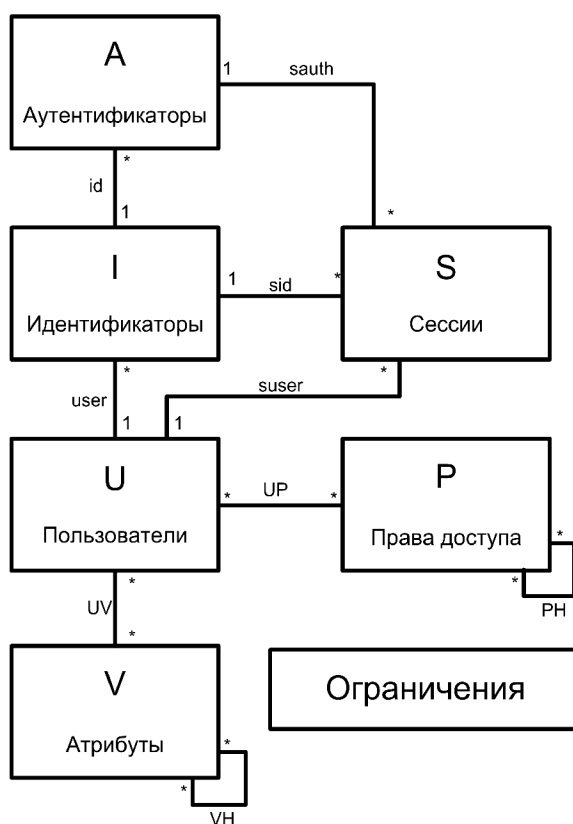 A
Аутентификаторы
1
sauth
*
id
1
*
I
Идентификаторы
1
sid
*
S
Сессии
*
user
1
*
suser
1
U
Пользователи
*
UP
*
P
Права доступа
*
*
PH
*
UV
*
V
Атрибуты
*
*
VH
Ограничения